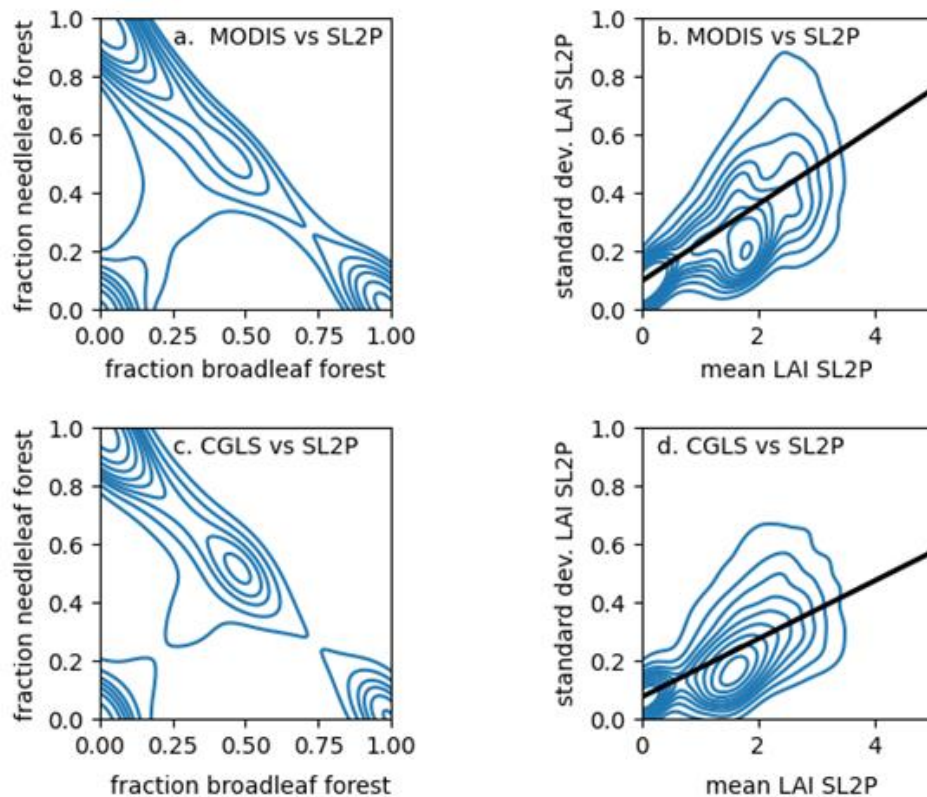 a. MODIS vs SL2P
fraction needleleaf forest
1.0
0.8
0.6
0.4
0.2
0.0
0.00 0.25 0.50 0.75 1.00
fraction broadleaf forest
b. MODIS vs SL2P
standard dev. LAI SL2P
1.0
0.8
0.6
0.4
0.2
0.0
0 2 4
mean LAI SL2P
c. CGLS vs SL2P
fraction needleleaf forest
1.0
0.8
0.6
0.4
0.2
0.0
0.00 0.25 0.50 0.75 1.00
fraction broadleaf forest
d. CGLS vs SL2P
standard dev. LAI SL2P
1.0
0.8
0.6
0.4
0.2
0.0
0 2 4
mean LAI SL2P